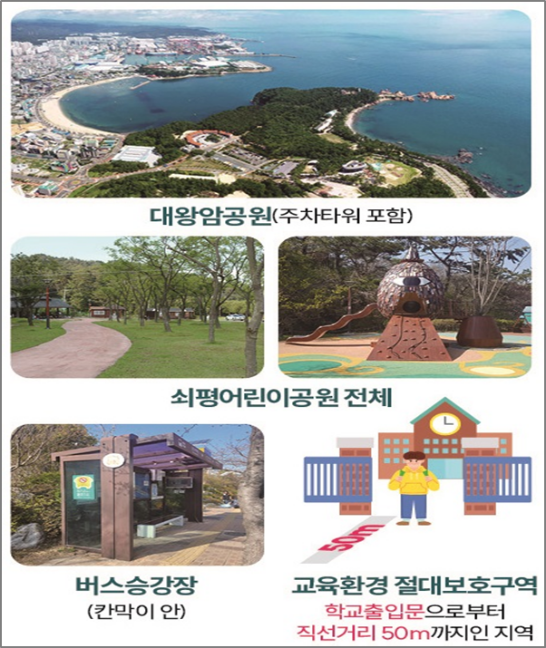 대왕암공원(주차타워 포함)
쇠평어린이공원 전체
50m
버스승강장
(칸막이 안)
교육환경 절대보호구역
학교출입문으로부터
직선거리 50m까지인 지역